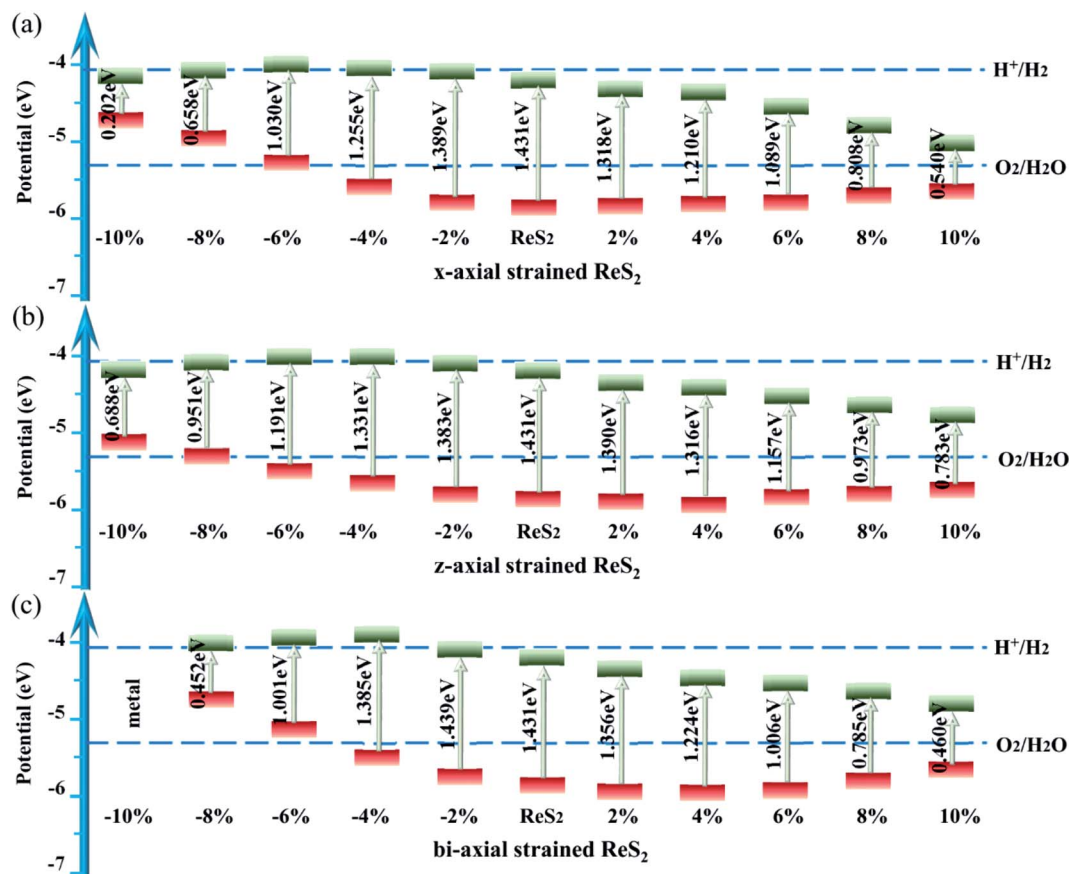 (a)
Potential (eV)
-4
-5
-6
-7
H⁺/H₂
O₂/H₂O
0.202eV 0.658eV 1.030eV 1.255eV 1.389eV 1.431eV 1.318eV 1.210eV 1.089eV 0.808eV 0.540eV
-10% -8% -6% -4% -2% ReS₂ 2% 4% 6% 8% 10%
x-axial strained ReS₂
(b)
Potential (eV)
-4
-5
-6
-7
H⁺/H₂
O₂/H₂O
0.688eV 0.951eV 1.191eV 1.331eV 1.383eV 1.431eV 1.390eV 1.316eV 1.157eV 0.973eV 0.783eV
-10% -8% -6% -4% -2% ReS₂ 2% 4% 6% 8% 10%
z-axial strained ReS₂
(c)
Potential (eV)
-4
-5
-6
-7
H⁺/H₂
O₂/H₂O
metal 0.452eV 1.001eV 1.385eV 1.439eV 1.431eV 1.356eV 1.224eV 1.006eV 0.785eV 0.460eV
-10% -8% -6% -4% -2% ReS₂ 2% 4% 6% 8% 10%
bi-axial strained ReS₂